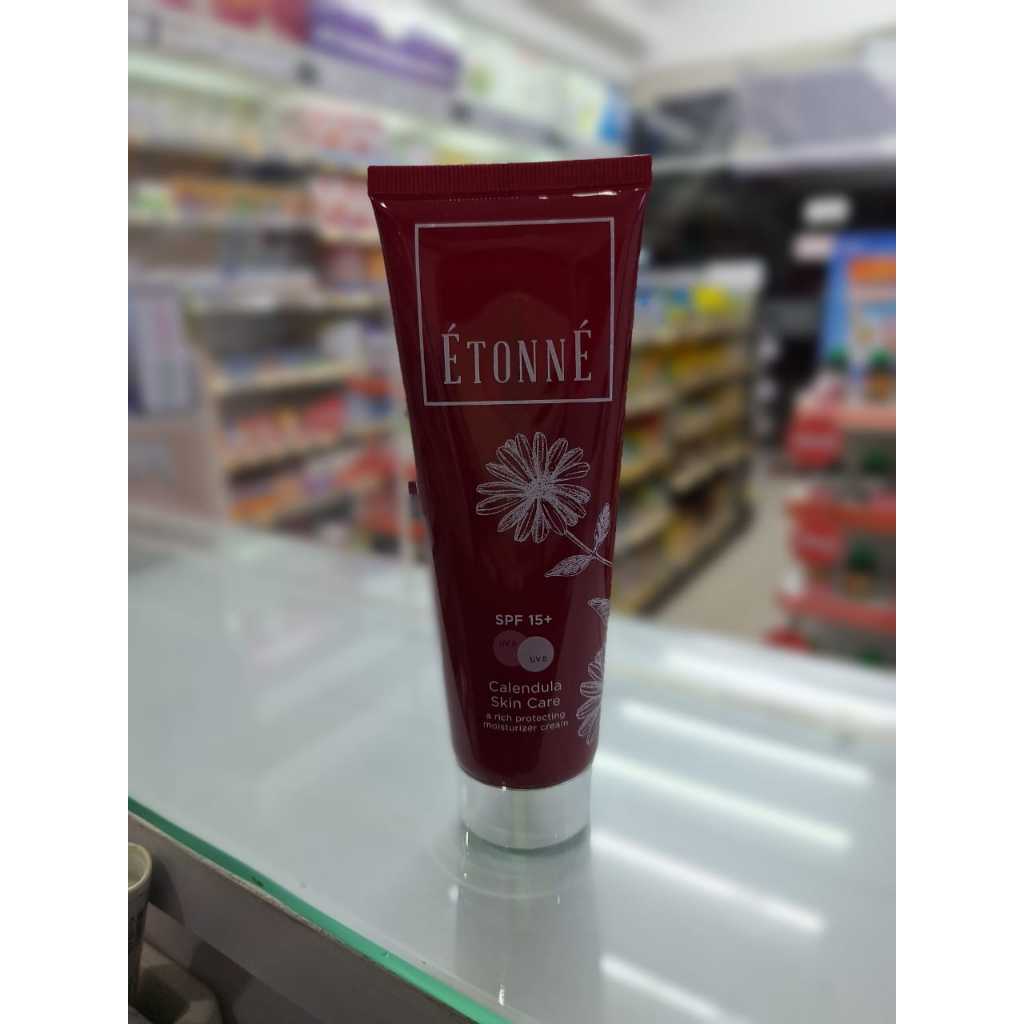 ÉTONNÉ
SPF 15+
UVA
UVB
Calendula
Skin Care
a rich protecting
moisturizer cream